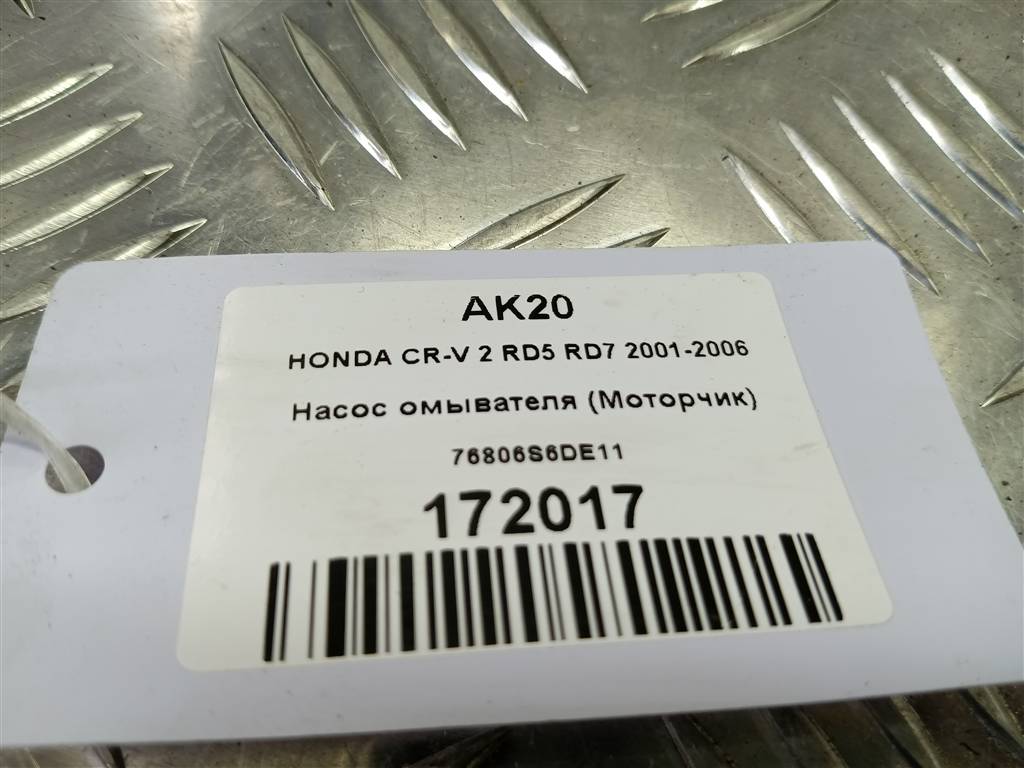 AK20
HONDA CR-V 2 RD5 RD7 2001-2006
Насос омывателя (Моторчик)
76806S6DE11
172017